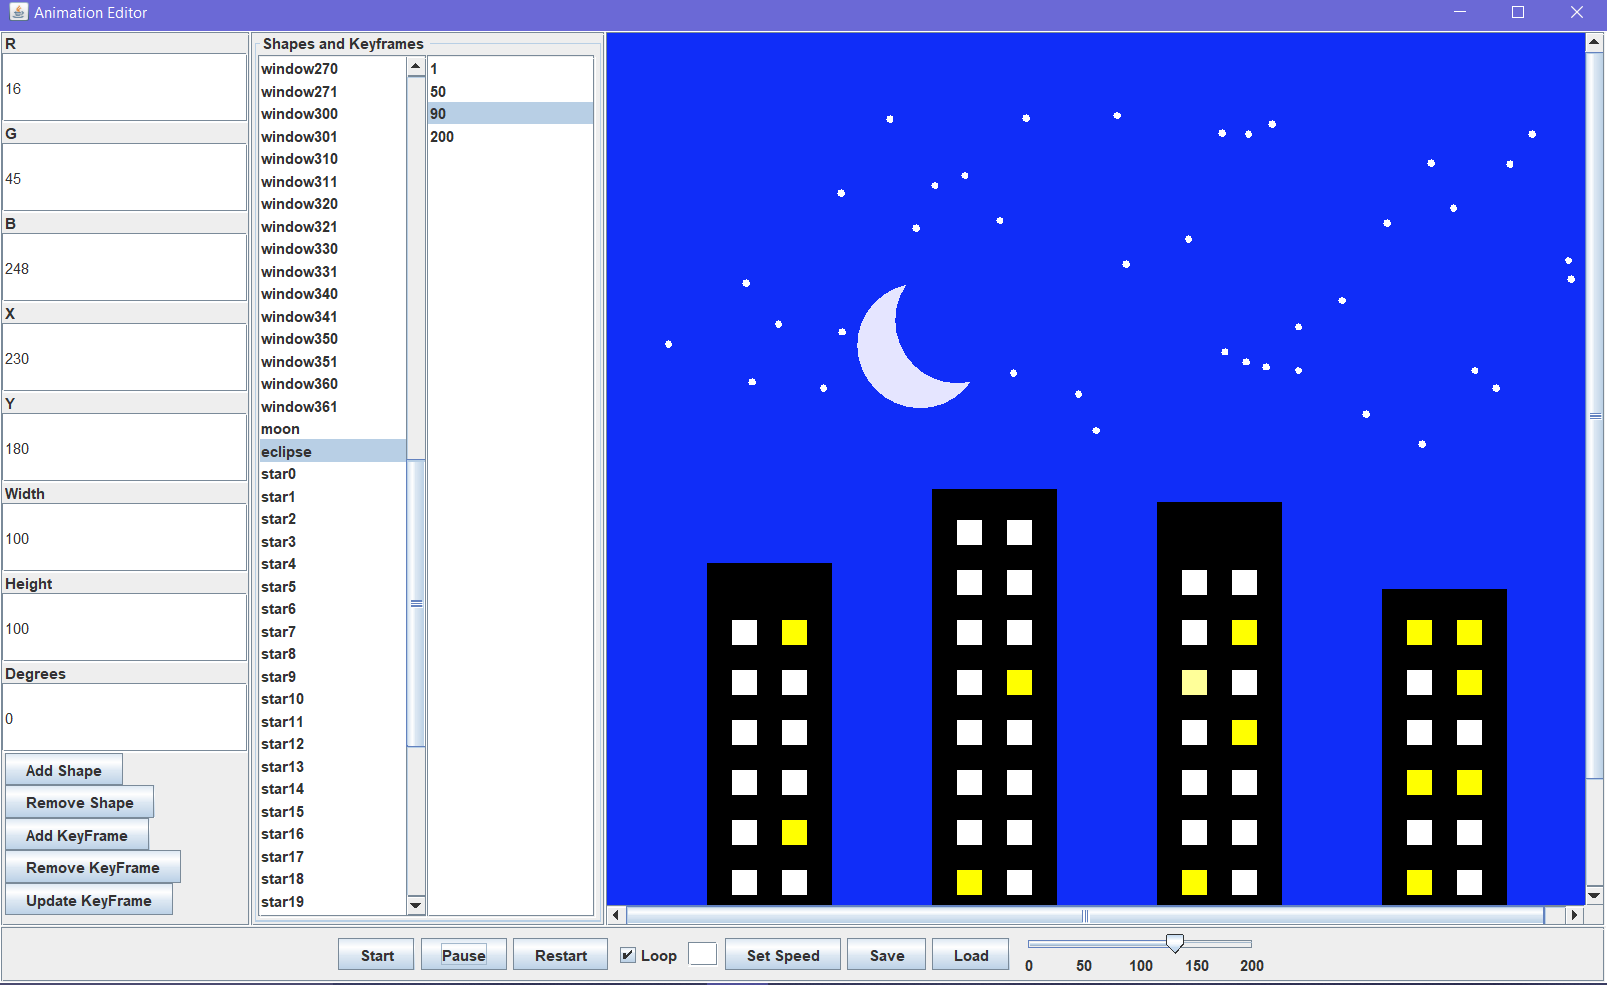 Animation Editor
R
16
G
45
B
248
X
230
Y
180
Width
100
Height
100
Degrees
0
Add Shape
Remove Shape
Add KeyFrame
Remove KeyFrame
Update KeyFrame
Shapes and Keyframes
window270
window271
window300
window301
window310
window311
window320
window321
window330
window331
window340
window341
window350
window351
window360
window361
moon
eclipse
star0
star1
star2
star3
star4
star5
star6
star7
star8
star9
star10
star11
star12
star13
star14
star15
star16
star17
star18
star19
1
50
90
200
Start Pause Restart Loop Set Speed Save Load
0 50 100 150 200